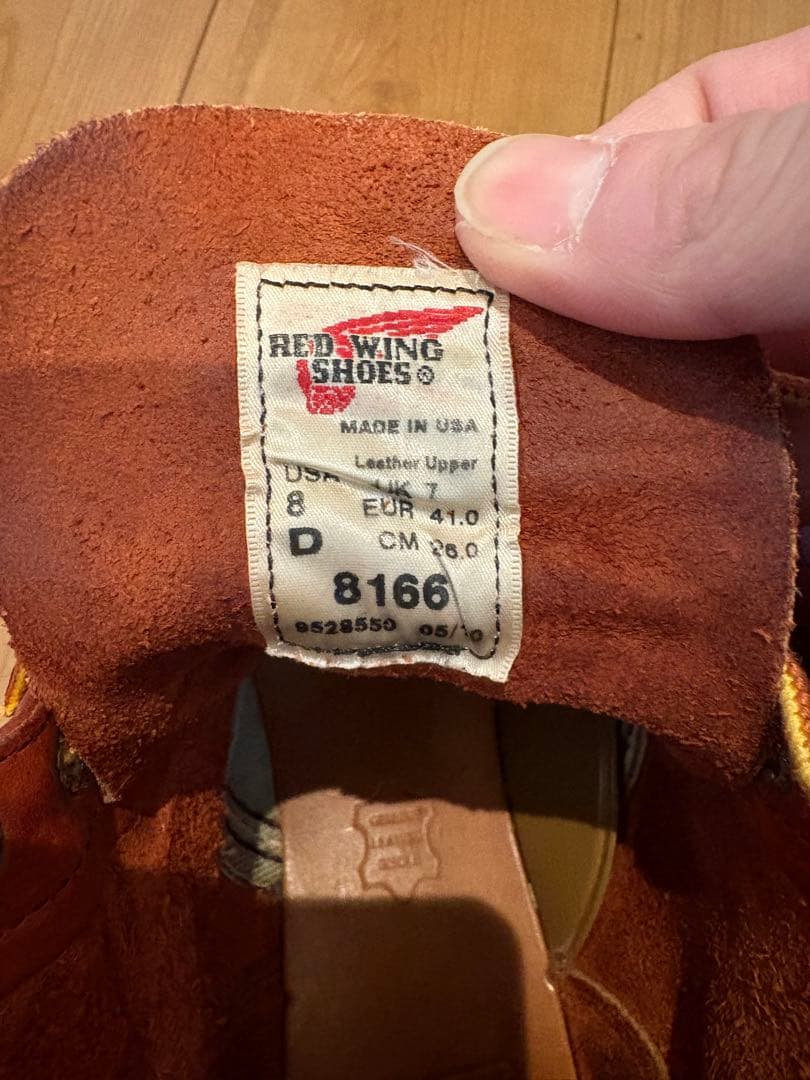 RED WING
SHOES®
MADE IN USA
Leather Upper
USA UK 7
8 EUR 41.0
D CM 26.0
8166
9528550 05/10